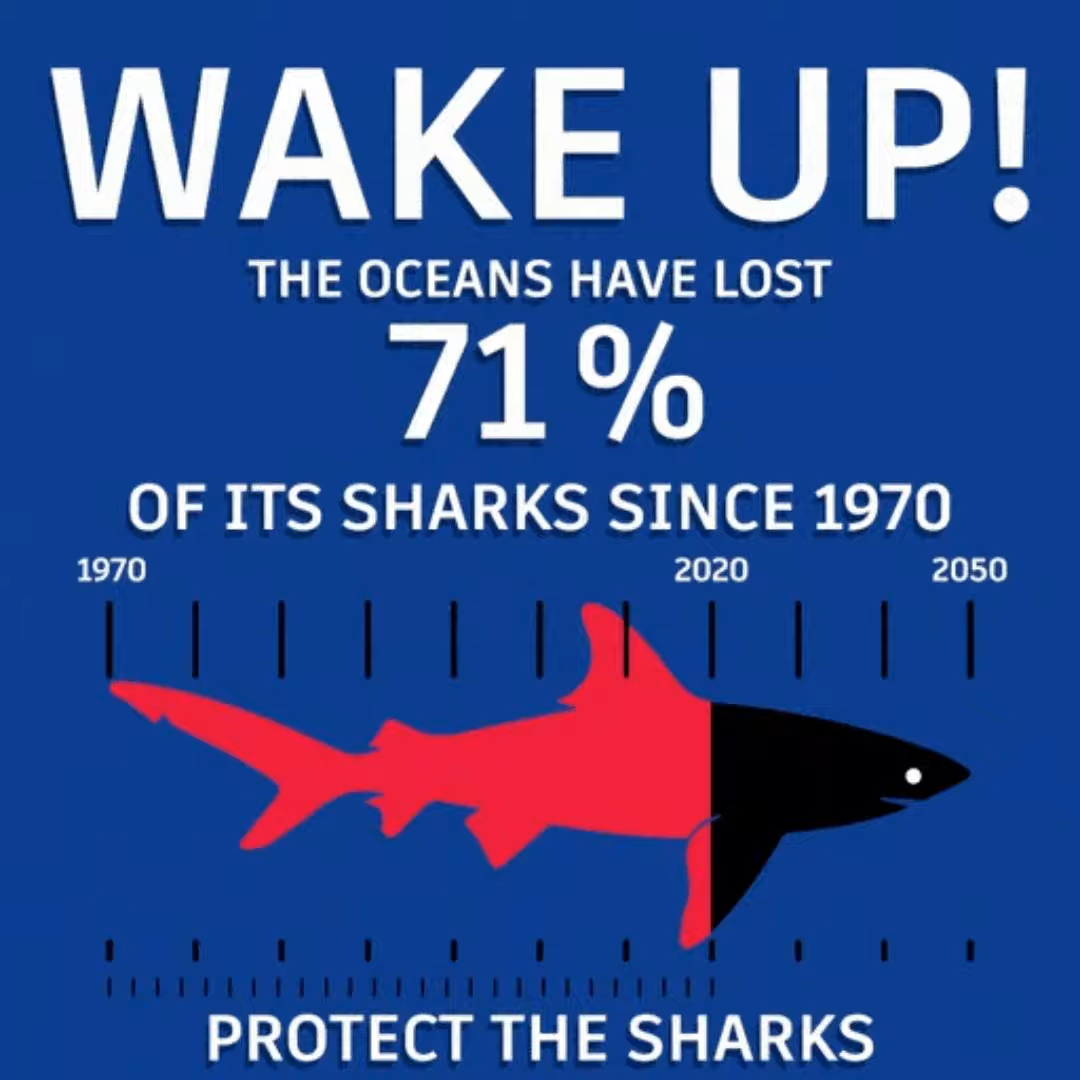 WAKE UP!
THE OCEANS HAVE LOST
71%
OF ITS SHARKS SINCE 1970
1970 2020 2050
PROTECT THE SHARKS